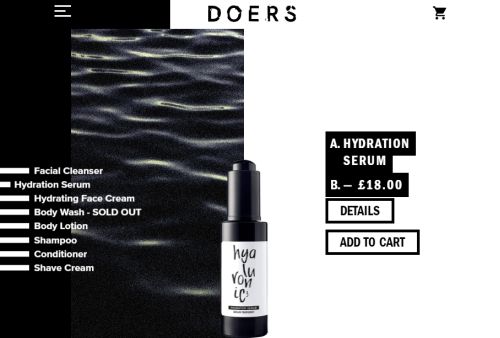 DOERS
Facial Cleanser
Hydration Serum
Hydrating Face Cream
Body Wash - SOLD OUT
Body Lotion
Shampoo
Conditioner
Shave Cream
hya
lu
ron
ic³
A. HYDRATION
SERUM
B. — £18.00
DETAILS
ADD TO CART